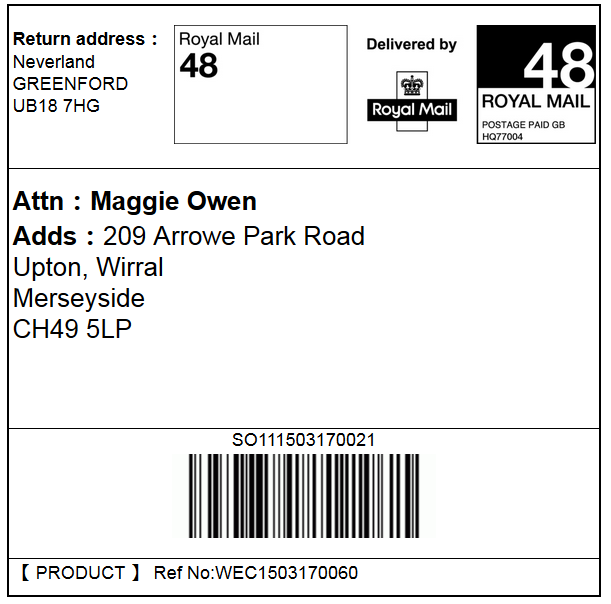 Return address :
Neverland
GREENFORD
UB18 7HG
Royal Mail
48
Delivered by
Royal Mail
48
ROYAL MAIL
POSTAGE PAID GB
HQ77004
Attn : Maggie Owen
Adds : 209 Arrowe Park Road
Upton, Wirral
Merseyside
CH49 5LP
SO111503170021
【 PRODUCT 】 Ref No:WEC1503170060